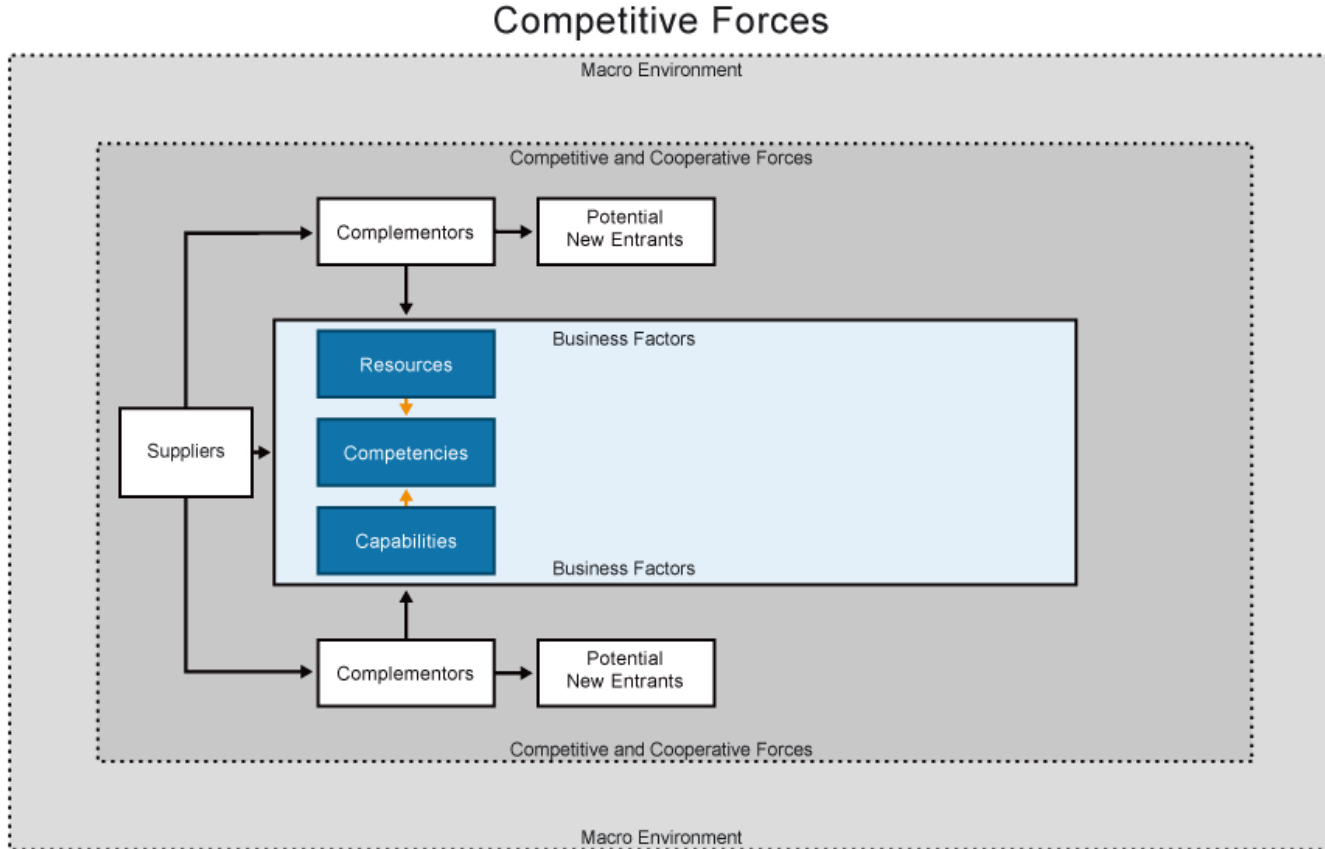 Competitive Forces
Macro Environment
Competitive and Cooperative Forces
Complementors
Potential
New Entrants
Business Factors
Resources
Suppliers
Competencies
Capabilities
Business Factors
Complementors
Potential
New Entrants
Competitive and Cooperative Forces
Macro Environment